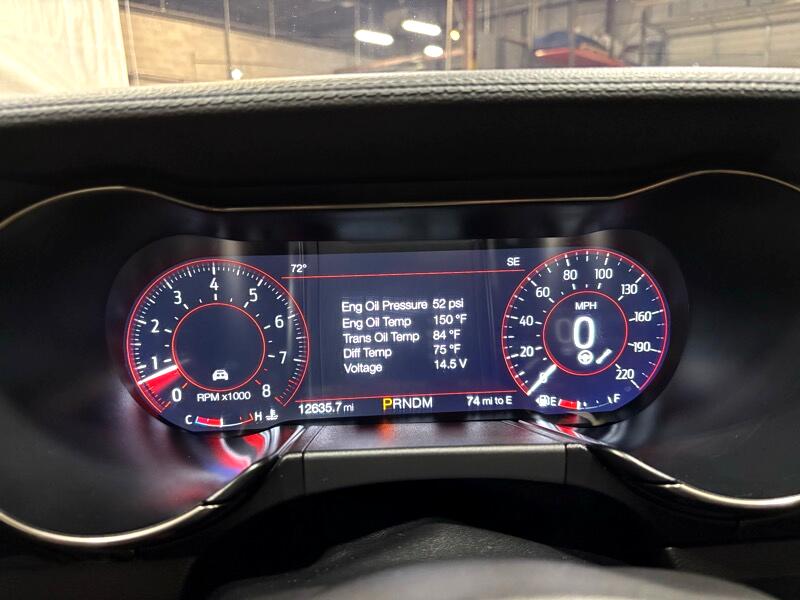 72°
SE
Eng Oil Pressure 52 psi
Eng Oil Temp 150 °F
Trans Oil Temp 84 °F
Diff Temp 75 °F
Voltage 14.5 V
0 1 2 3 4 5 6 7 8
RPM x1000
C H
0 20 40 60 80 100 130 160 190 220
MPH
0
E F
12635.7 mi
PRNDM
74 mi to E